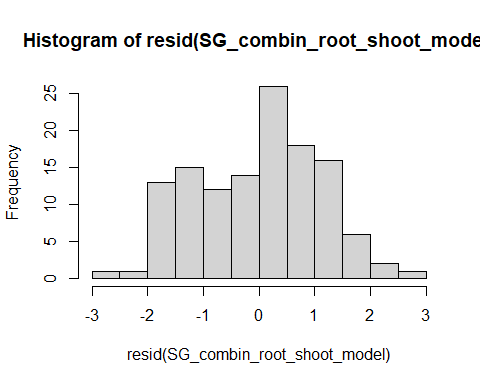 Histogram of resid(SG_combin_root_shoot_mode
Frequency
25
20
15
10
5
0
-3 -2 -1 0 1 2 3
resid(SG_combin_root_shoot_model)